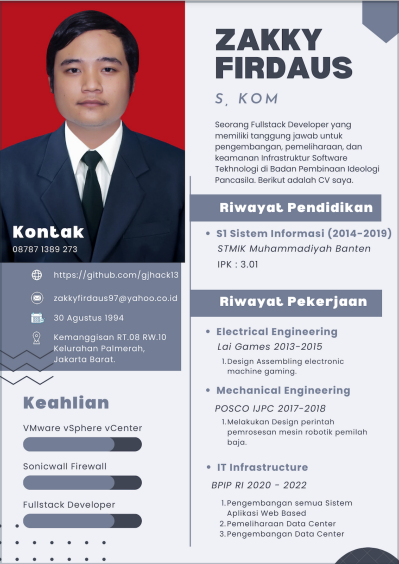 ZAKKY
FIRDAUS
S, KOM
Seorang Fullstack Developer yang
memiliki tanggung jawab untuk
pengembangan, pemeliharaan, dan
keamanan Infrastruktur Software
Tekhnologi di Badan Pembinaan Ideologi
Pancasila. Berikut adalah CV saya.
Kontak
08787 1389 273
https://github.com/gjhack13
zakkyfirdaus97@yahoo.co.id
30 Agustus 1994
Kemanggisan RT.08 RW.10
Kelurahan Palmerah,
Jakarta Barat.
Keahlian
VMware vSphere vCenter
Sonicwall Firewall
Fullstack Developer
Riwayat Pendidikan
• S1 Sistem Informasi (2014-2019)
STMIK Muhammadiyah Banten
IPK : 3.01
Riwayat Pekerjaan
• Electrical Engineering
Lai Games 2013-2015
1.Design Assembling electronic
machine gaming.
• Mechanical Engineering
POSCO IJPC 2017-2018
1.Melakukan Design perintah
pemrosesan mesin robotik pemilah
baja.
• IT Infrastructure
BPIP RI 2020 - 2022
1.Pengembangan semua Sistem
Aplikasi Web Based
2.Pemeliharaan Data Center
3.Pengembangan Data Center